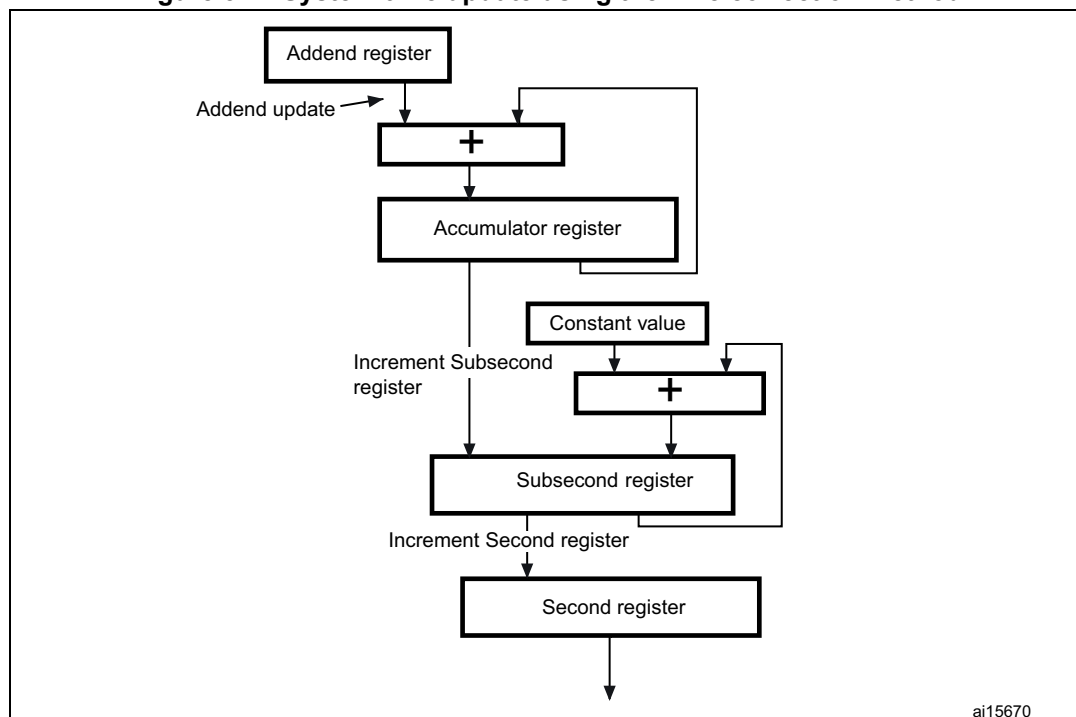 Addend register
Addend update
+
Accumulator register
Constant value
Increment Subsecond
register
+
Subsecond register
Increment Second register
Second register
ai15670